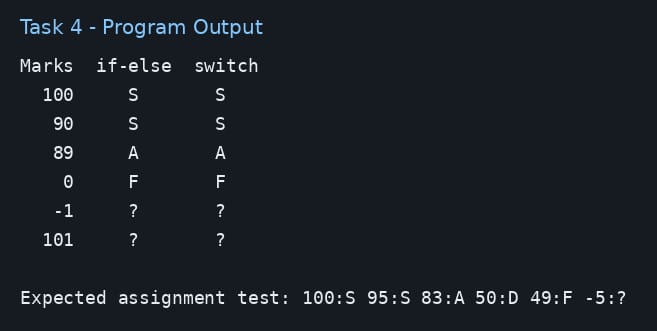 Task 4 - Program Output
Marks  if-else  switch
100  S  S
90  S  S
89  A  A
0  F  F
-1  ?  ?
101  ?  ?
Expected assignment test: 100:S 95:S 83:A 50:D 49:F -5:?